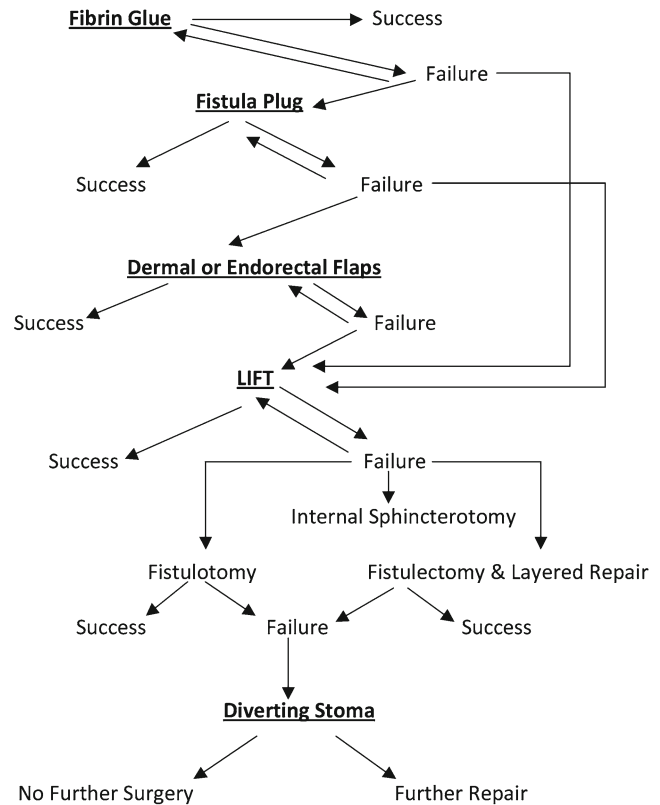 Fibrin Glue
Success
Failure
Fistula Plug
Success
Failure
Dermal or Endorectal Flaps
Success
Failure
LIFT
Success
Failure
Internal Sphincterotomy
Fistulotomy
Fistulectomy & Layered Repair
Success
Failure
Success
Diverting Stoma
No Further Surgery
Further Repair